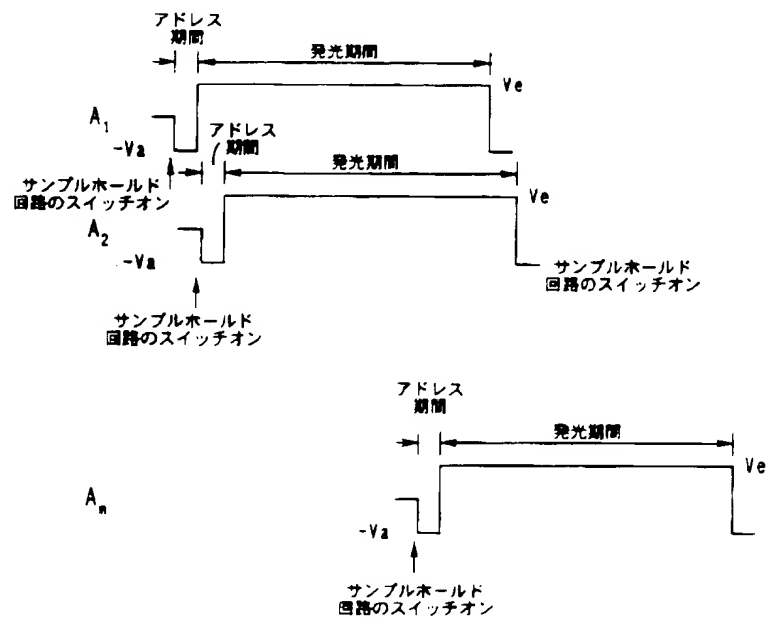 アドレス
期間
発光期間
Ve
A1
-Va
アドレス
期間
発光期間
サンプルホールド
回路のスイッチオン
Ve
A2
-Va
サンプルホールド
回路のスイッチオン
サンプルホールド
回路のスイッチオン
アドレス
期間
発光期間
Ve
An
-Va
サンプルホールド
回路のスイッチオン